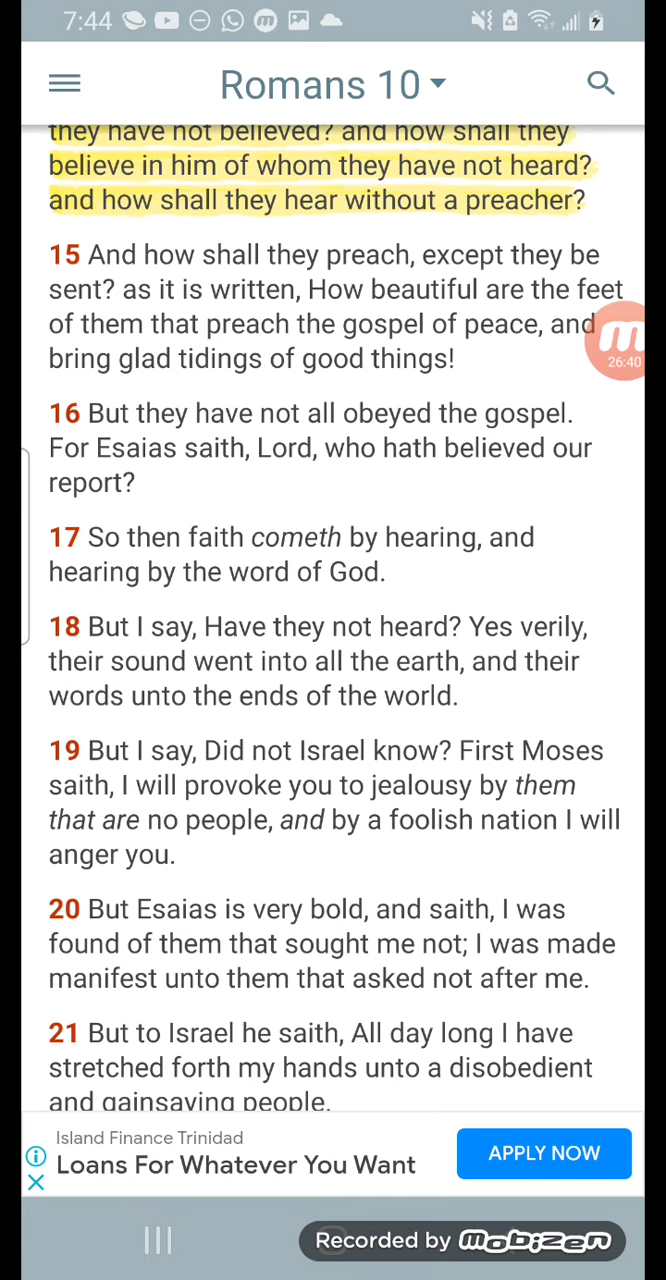 7:44
Romans 10
they have not believed? and how shall they
believe in him of whom they have not heard?
and how shall they hear without a preacher?
15 And how shall they preach, except they be
sent? as it is written, How beautiful are the feet
of them that preach the gospel of peace, and
bring glad tidings of good things!
26:40
16 But they have not all obeyed the gospel.
For Esaias saith, Lord, who hath believed our
report?
17 So then faith cometh by hearing, and
hearing by the word of God.
18 But I say, Have they not heard? Yes verily,
their sound went into all the earth, and their
words unto the ends of the world.
19 But I say, Did not Israel know? First Moses
saith, I will provoke you to jealousy by them
that are no people, and by a foolish nation I will
anger you.
20 But Esaias is very bold, and saith, I was
found of them that sought me not; I was made
manifest unto them that asked not after me.
21 But to Israel he saith, All day long I have
stretched forth my hands unto a disobedient
and gainsaying people.
Island Finance Trinidad
Loans For Whatever You Want
APPLY NOW
Recorded by mobizen